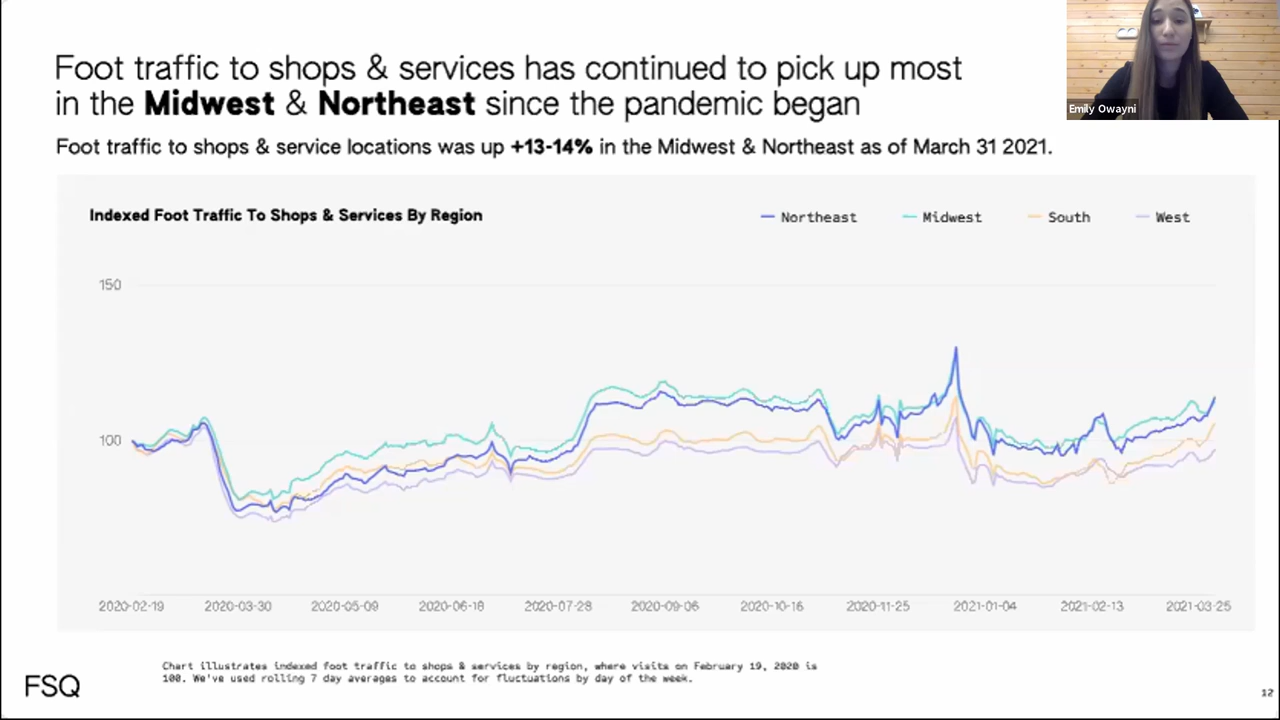 Foot traffic to shops & services has continued to pick up most
in the Midwest & Northeast since the pandemic began
Emily Owayni
Foot traffic to shops & service locations was up +13-14% in the Midwest & Northeast as of March 31 2021.
Indexed Foot Traffic To Shops & Services By Region
Northeast Midwest South West
150
100
2020-02-19 2020-03-30 2020-05-09 2020-06-18 2020-07-28 2020-09-06 2020-10-16 2020-11-25 2021-01-04 2021-02-13 2021-03-25
Chart illustrates indexed foot traffic to shops & services by region, where visits on February 19, 2020 is
100. We've used rolling 7 day averages to account for fluctuations by day of the week.
FSQ
12